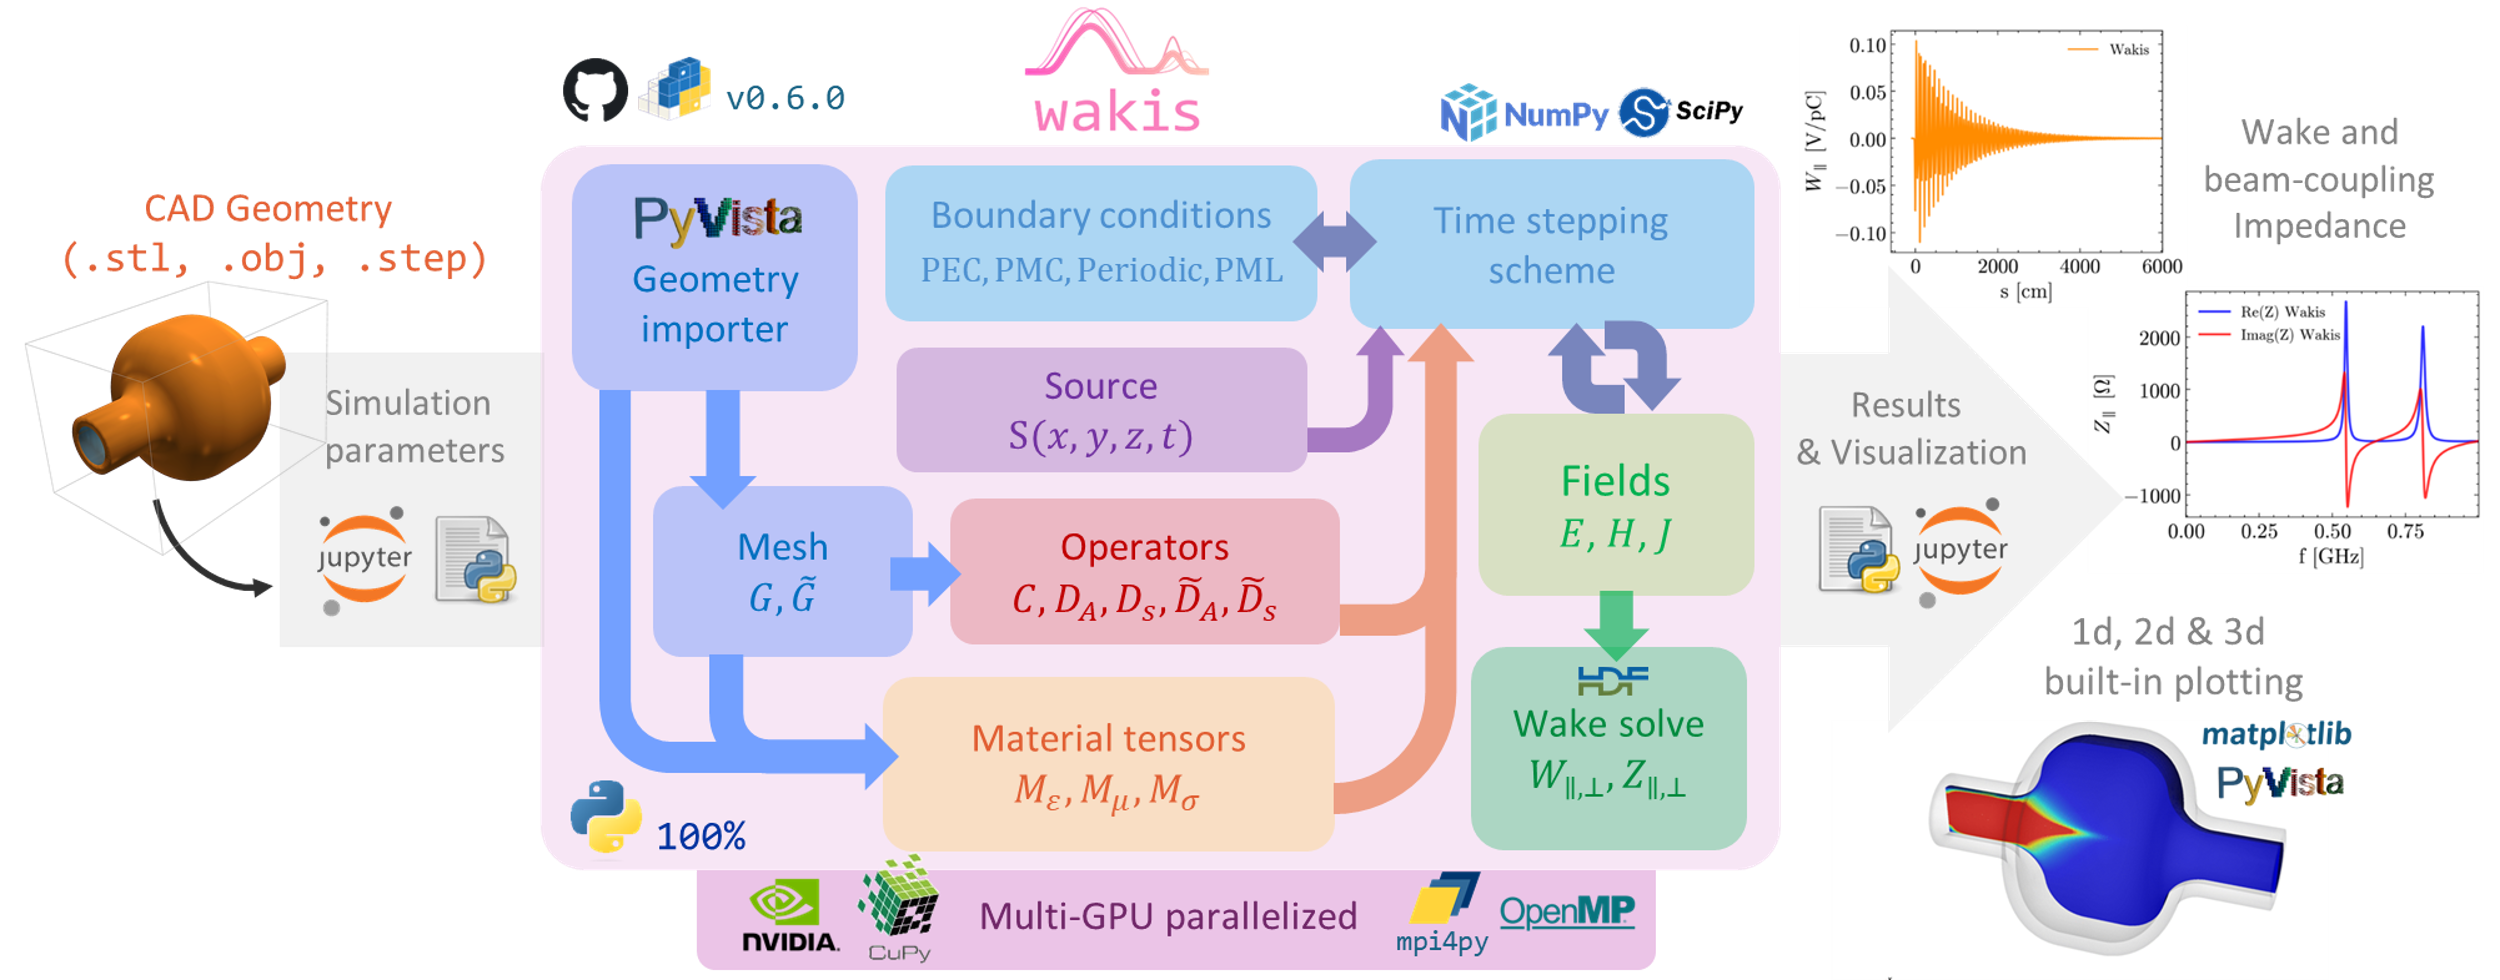 v0.6.0
wakis
NumPy
SciPy
CAD Geometry
(.stl, .obj, .step)
Simulation
parameters
jupyter
PyVista
Geometry
importer
Boundary conditions
PEC, PMC, Periodic, PML
Time stepping
scheme
Source
S(x, y, z, t)
Mesh
G, G̃
Operators
C, D_A, D_s, D̃_A, D̃_s
Fields
E, H, J
Material tensors
M_ε, M_μ, M_σ
HDF
Wake solve
W_∥,⊥, Z_∥,⊥
100%
NVIDIA.
CuPy
Multi-GPU parallelized
mpi4py
OpenMP
Results
& Visualization
jupyter
0.10
0.05
0.00
−0.05
−0.10
W_∥ [V/pC]
Wakis
0
2000
4000
6000
s [cm]
Wake and
beam-coupling
Impedance
Re(Z) Wakis
Imag(Z) Wakis
2000
1000
0
−1000
Z_∥ [Ω]
0.00
0.25
0.50
0.75
f [GHz]
1d, 2d & 3d
built-in plotting
matplotlib
PyVista